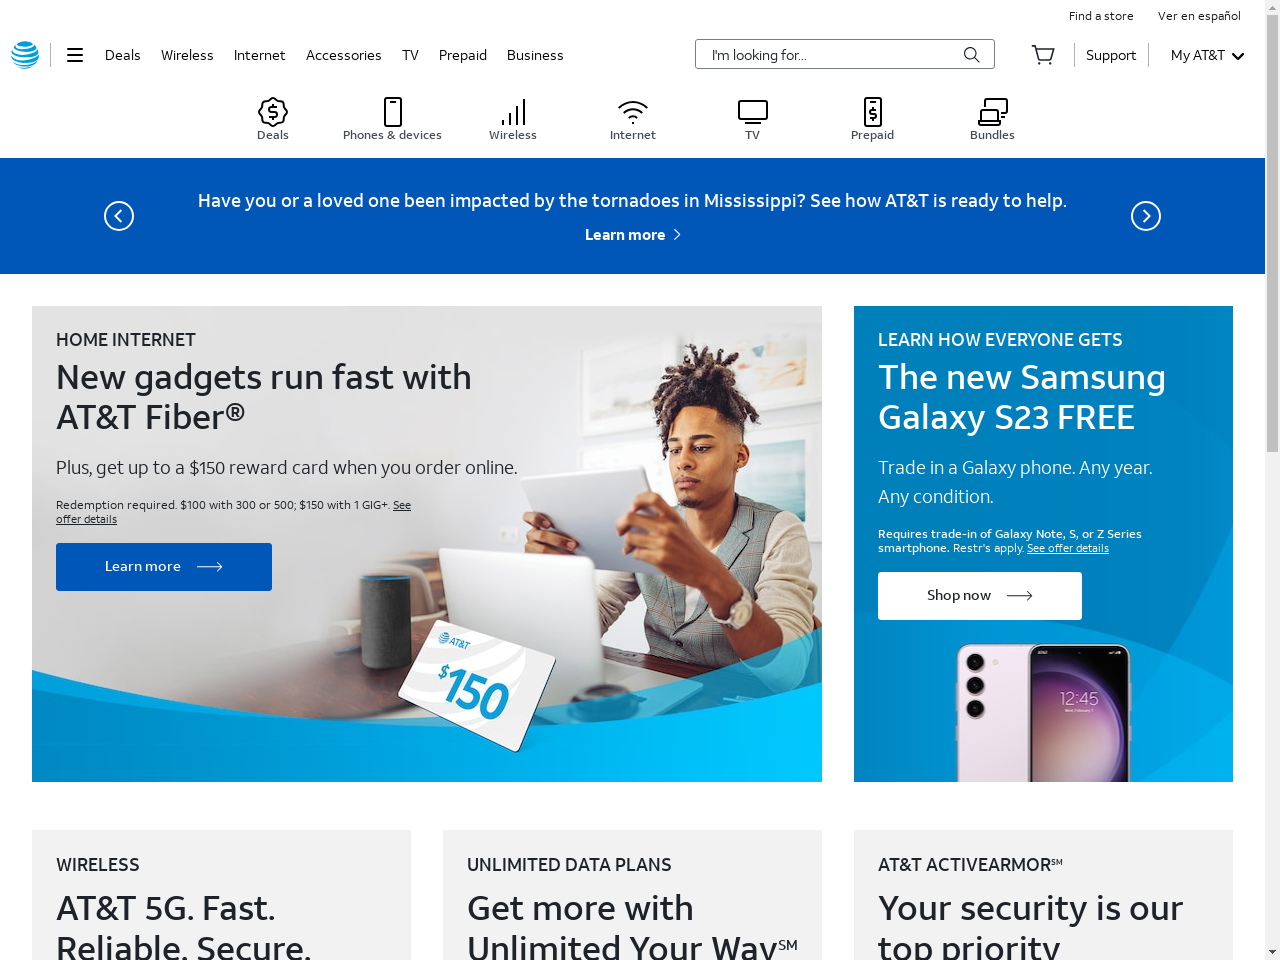 Find a store
Ver en español
Deals
Wireless
Internet
Accessories
TV
Prepaid
Business
I'm looking for...
Support
My AT&T
Deals
Phones & devices
Wireless
Internet
TV
Prepaid
Bundles
Have you or a loved one been impacted by the tornadoes in Mississippi? See how AT&T is ready to help.
Learn more
HOME INTERNET
New gadgets run fast with
AT&T Fiber®
Plus, get up to a $150 reward card when you order online.
Redemption required. $100 with 300 or 500; $150 with 1 GIG+. See
offer details
Learn more
AT&T
$150
LEARN HOW EVERYONE GETS
The new Samsung
Galaxy S23 FREE
Trade in a Galaxy phone. Any year.
Any condition.
Requires trade-in of Galaxy Note, S, or Z Series
smartphone. Restr's apply. See offer details
Shop now
12:45
WIRELESS
AT&T 5G. Fast.
Reliable. Secure.
UNLIMITED DATA PLANS
Get more with
Unlimited Your Way℠
AT&T ACTIVEARMOR℠
Your security is our
top priority